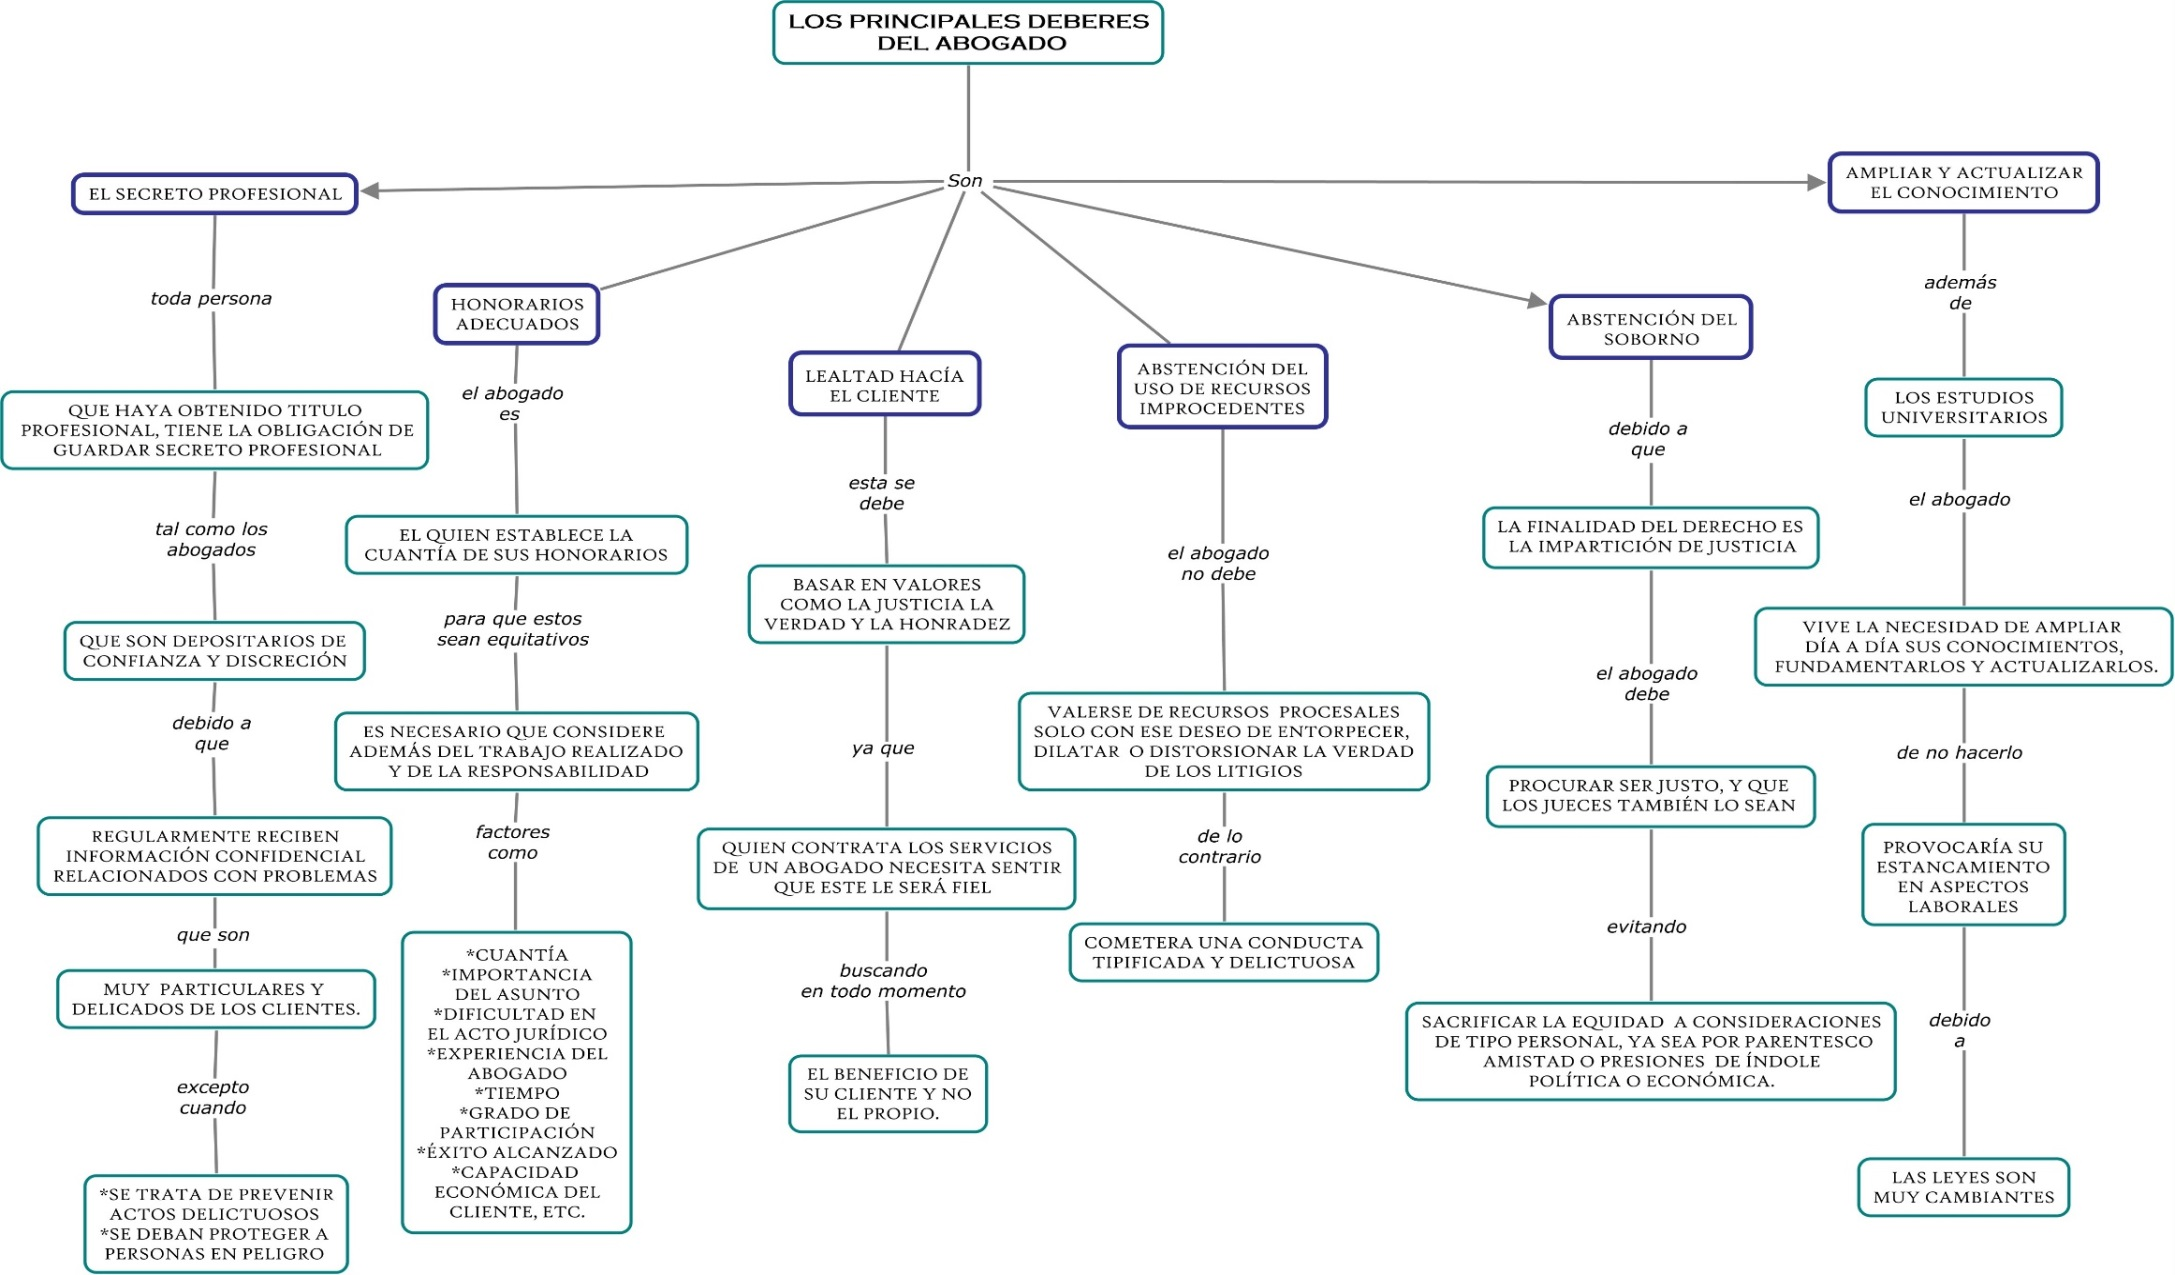 LOS PRINCIPALES DEBERES
DEL ABOGADO
Son
EL SECRETO PROFESIONAL
toda persona
QUE HAYA OBTENIDO TITULO
PROFESIONAL, TIENE LA OBLIGACIÓN DE
GUARDAR SECRETO PROFESIONAL
tal como los
abogados
QUE SON DEPOSITARIOS DE
CONFIANZA Y DISCRECIÓN
debido a
que
REGULARMENTE RECIBEN
INFORMACIÓN CONFIDENCIAL
RELACIONADOS CON PROBLEMAS
que son
MUY PARTICULARES Y
DELICADOS DE LOS CLIENTES.
excepto
cuando
*SE TRATA DE PREVENIR
ACTOS DELICTUOSOS
*SE DEBAN PROTEGER A
PERSONAS EN PELIGRO
HONORARIOS
ADECUADOS
el abogado
es
EL QUIEN ESTABLECE LA
CUANTÍA DE SUS HONORARIOS
para que estos
sean equitativos
ES NECESARIO QUE CONSIDERE
ADEMÁS DEL TRABAJO REALIZADO
Y DE LA RESPONSABILIDAD
factores
como
*CUANTÍA
*IMPORTANCIA
DEL ASUNTO
*DIFICULTAD EN
EL ACTO JURÍDICO
*EXPERIENCIA DEL
ABOGADO
*TIEMPO
*GRADO DE
PARTICIPACIÓN
*ÉXITO ALCANZADO
*CAPACIDAD
ECONÓMICA DEL
CLIENTE, ETC.
LEALTAD HACÍA
EL CLIENTE
esta se
debe
BASAR EN VALORES
COMO LA JUSTICIA LA
VERDAD Y LA HONRADEZ
ya que
QUIEN CONTRATA LOS SERVICIOS
DE UN ABOGADO NECESITA SENTIR
QUE ESTE LE SERÁ FIEL
buscando
en todo momento
EL BENEFICIO DE
SU CLIENTE Y NO
EL PROPIO.
ABSTENCIÓN DEL
USO DE RECURSOS
IMPROCEDENTES
el abogado
no debe
VALERSE DE RECURSOS PROCESALES
SOLO CON ESE DESEO DE ENTORPECER,
DILATAR O DISTORSIONAR LA VERDAD
DE LOS LITIGIOS
de lo
contrario
COMETERA UNA CONDUCTA
TIPIFICADA Y DELICTUOSA
ABSTENCIÓN DEL
SOBORNO
debido a
que
LA FINALIDAD DEL DERECHO ES
LA IMPARTICIÓN DE JUSTICIA
el abogado
debe
PROCURAR SER JUSTO, Y QUE
LOS JUECES TAMBIÉN LO SEAN
evitando
SACRIFICAR LA EQUIDAD A CONSIDERACIONES
DE TIPO PERSONAL, YA SEA POR PARENTESCO
AMISTAD O PRESIONES DE ÍNDOLE
POLÍTICA O ECONÓMICA.
AMPLIAR Y ACTUALIZAR
EL CONOCIMIENTO
además
de
LOS ESTUDIOS
UNIVERSITARIOS
el abogado
VIVE LA NECESIDAD DE AMPLIAR
DÍA A DÍA SUS CONOCIMIENTOS,
FUNDAMENTARLOS Y ACTUALIZARLOS.
de no hacerlo
PROVOCARÍA SU
ESTANCAMIENTO
EN ASPECTOS
LABORALES
debido
a
LAS LEYES SON
MUY CAMBIANTES